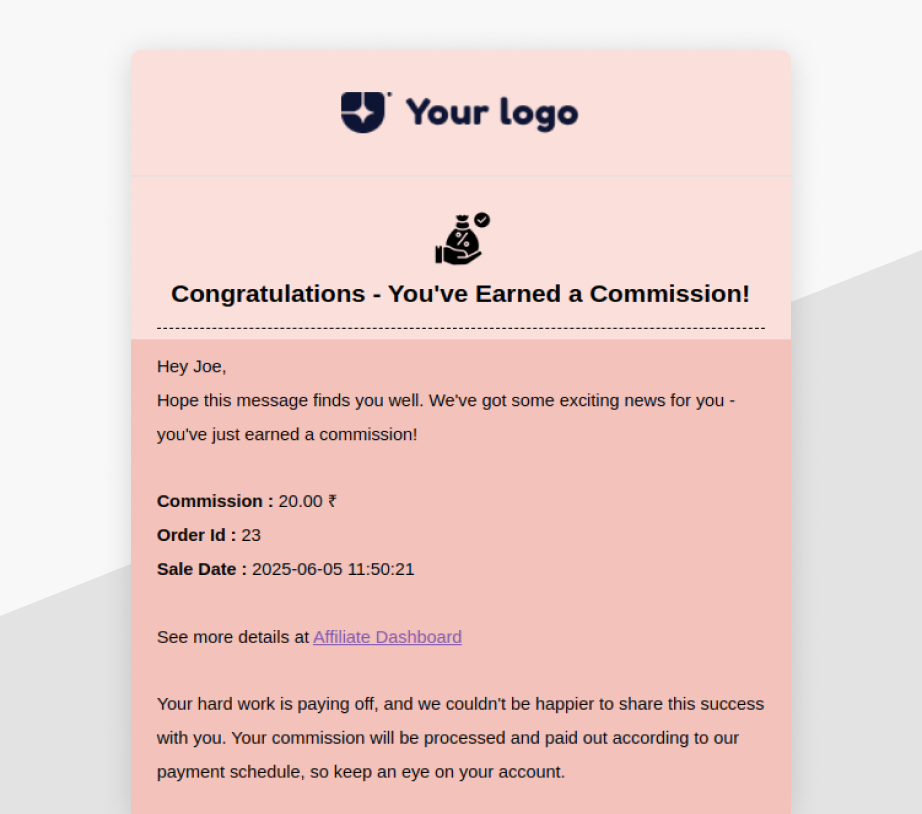 Your logo
Congratulations - You've Earned a Commission!
Hey Joe,
Hope this message finds you well. We've got some exciting news for you -
you've just earned a commission!
Commission : 20.00 ₹
Order Id : 23
Sale Date : 2025-06-05 11:50:21
See more details at Affiliate Dashboard
Your hard work is paying off, and we couldn't be happier to share this success
with you. Your commission will be processed and paid out according to our
payment schedule, so keep an eye on your account.